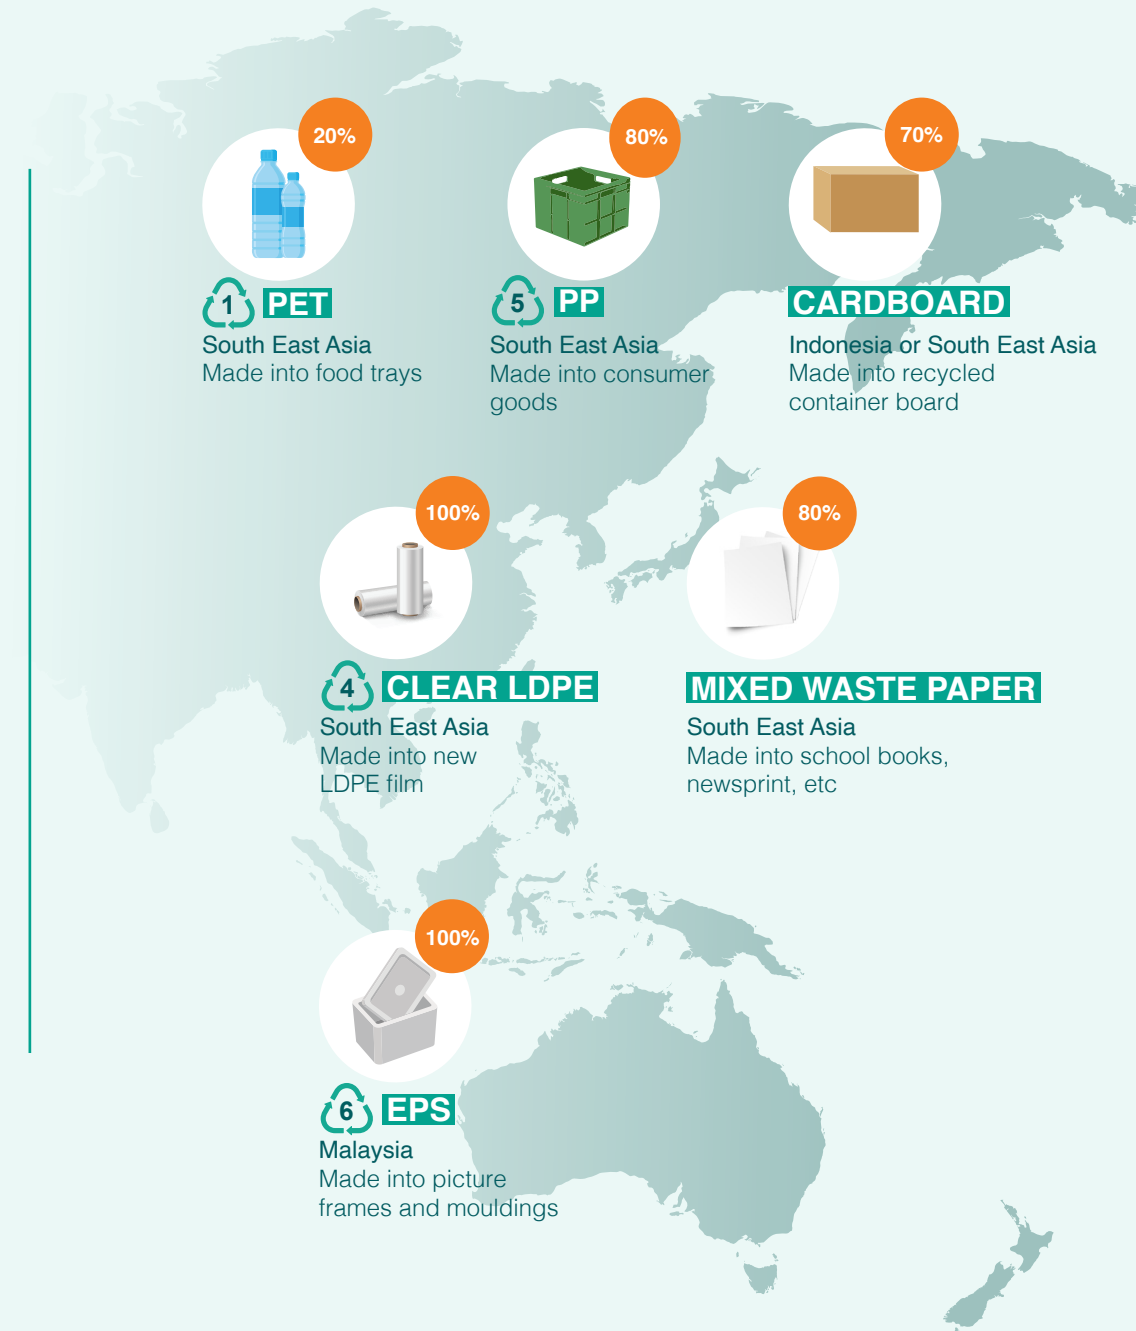 20%
80%
70%
1 PET
5 PP
CARDBOARD
South East Asia
Made into food trays
South East Asia
Made into consumer
goods
Indonesia or South East Asia
Made into recycled
container board
100%
80%
4 CLEAR LDPE
MIXED WASTE PAPER
South East Asia
Made into new
LDPE film
South East Asia
Made into school books,
newsprint, etc
100%
6 EPS
Malaysia
Made into picture
frames and mouldings